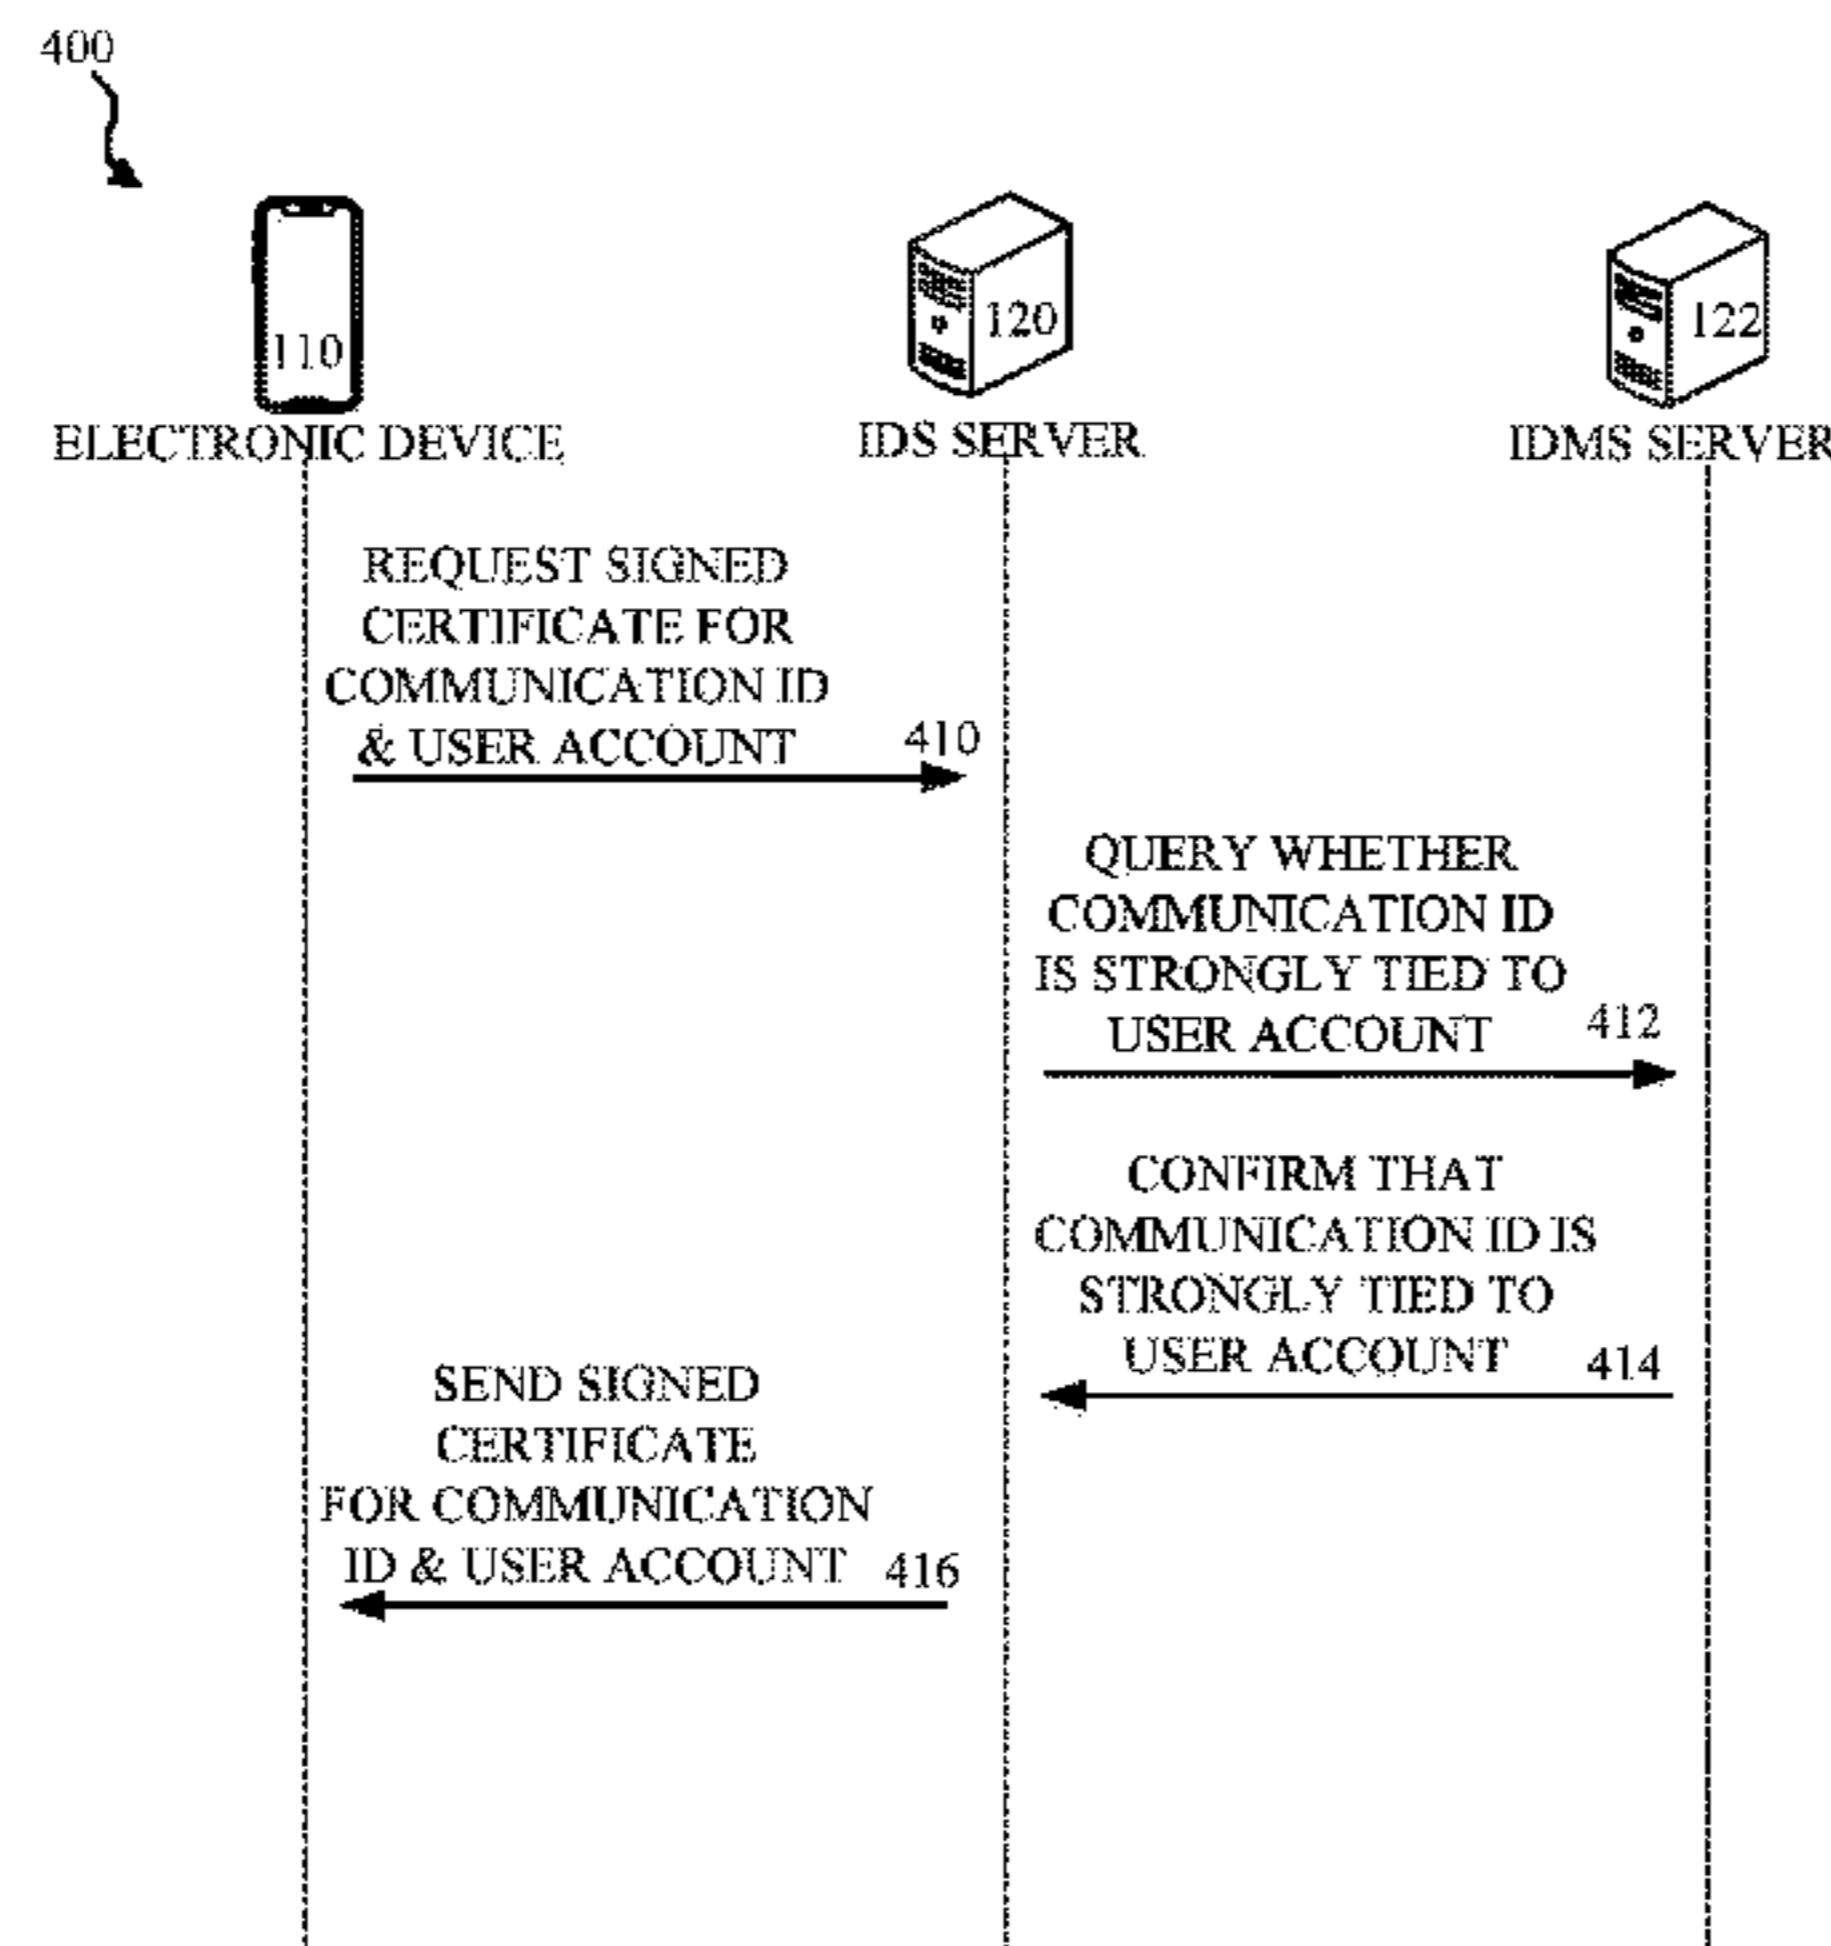 400
110
120
122
ELECTRONIC DEVICE
IDS SERVER
IDMS SERVER
REQUEST SIGNED
CERTIFICATE FOR
COMMUNICATION ID
& USER ACCOUNT
410
QUERY WHETHER
COMMUNICATION ID
IS STRONGLY TIED TO
USER ACCOUNT
412
CONFIRM THAT
COMMUNICATION ID IS
STRONGLY TIED TO
USER ACCOUNT
414
SEND SIGNED
CERTIFICATE
FOR COMMUNICATION
ID & USER ACCOUNT
416